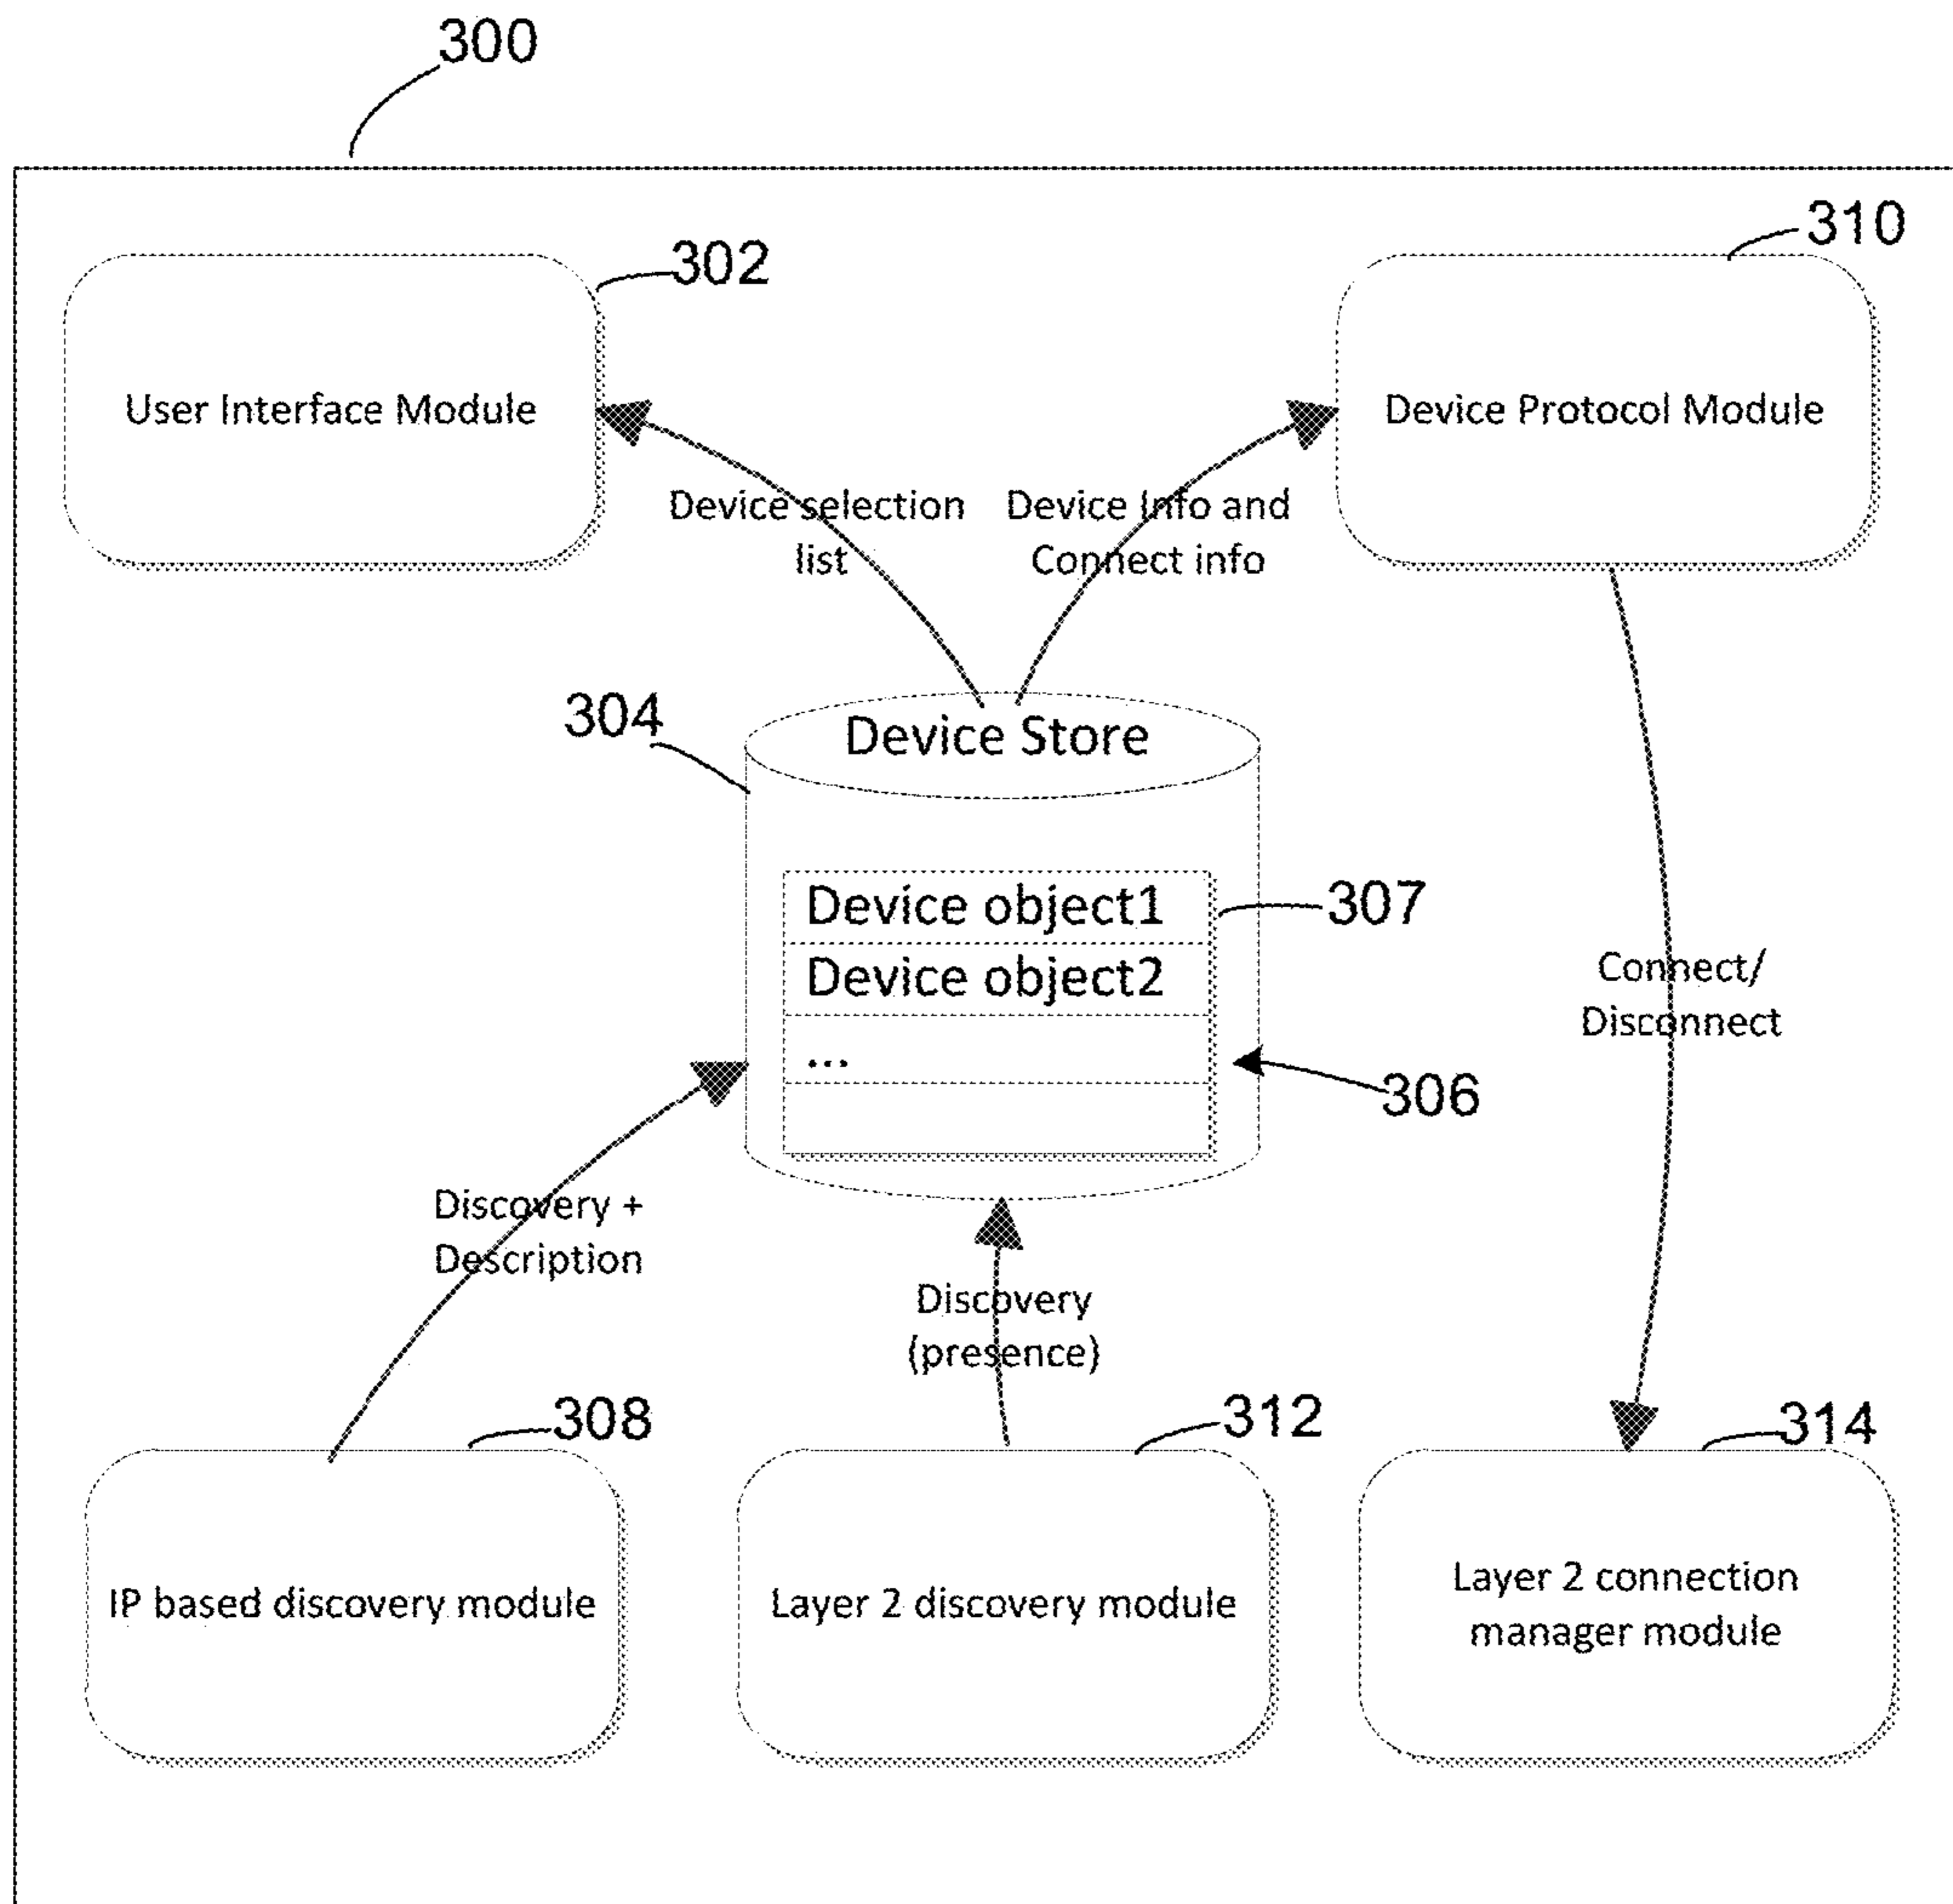 300
302
310
User Interface Module
Device Protocol Module
Device selection
list
Device Info and
Connect info
304
Device Store
Device object1
307
Device object2
...
306
Connect/
Disconnect
Discovery +
Description
Discovery
(presence)
308
312
314
IP based discovery module
Layer 2 discovery module
Layer 2 connection
manager module